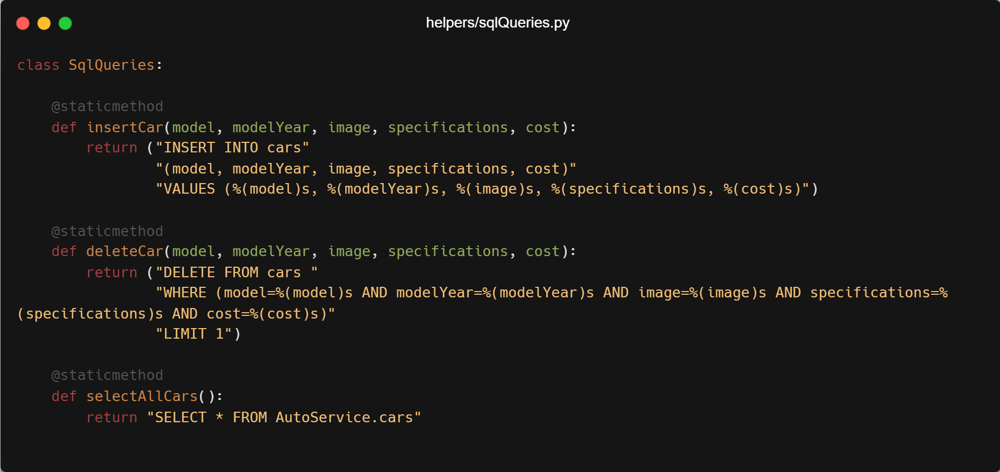 helpers/sqlQueries.py
class SqlQueries:
    @staticmethod
    def insertCar(model, modelYear, image, specifications, cost):
        return ("INSERT INTO cars"
                "(model, modelYear, image, specifications, cost)"
                "VALUES (%(model)s, %(modelYear)s, %(image)s, %(specifications)s, %(cost)s)")
    @staticmethod
    def deleteCar(model, modelYear, image, specifications, cost):
        return ("DELETE FROM cars "
                "WHERE (model=%(model)s AND modelYear=%(modelYear)s AND image=%(image)s AND specifications=%
(specifications)s AND cost=%(cost)s)"
                "LIMIT 1")
    @staticmethod
    def selectAllCars():
        return "SELECT * FROM AutoService.cars"